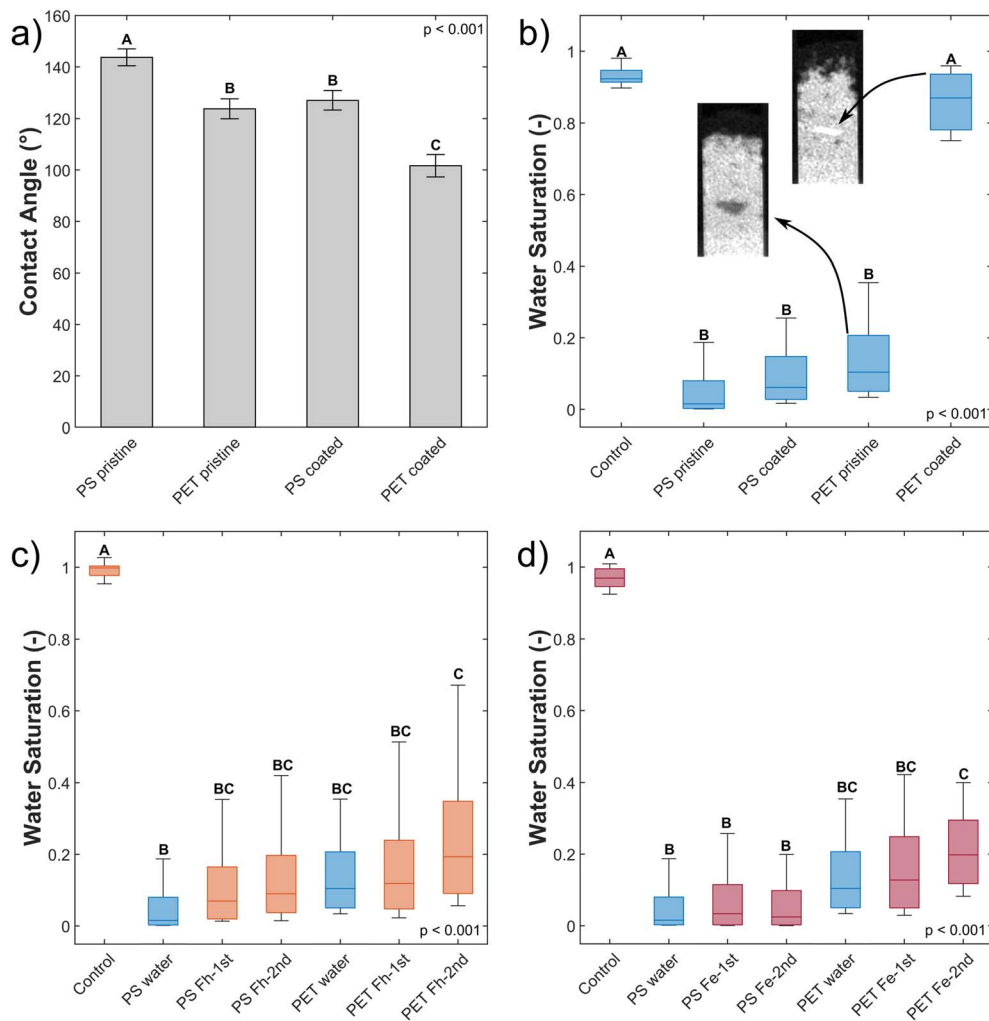 a)
p < 0.001
Contact Angle (°)
160
140
120
100
80
60
40
20
0
A
B
B
C
PS pristine
PET pristine
PS coated
PET coated
b)
Water Saturation (-)
1
0.8
0.6
0.4
0.2
0
A
B
B
B
A
p < 0.001
Control
PS pristine
PS coated
PET pristine
PET coated
c)
Water Saturation (-)
1
0.8
0.6
0.4
0.2
0
A
B
BC
BC
BC
BC
C
p < 0.001
Control
PS water
PS Fh-1st
PS Fh-2nd
PET water
PET Fh-1st
PET Fh-2nd
d)
Water Saturation (-)
1
0.8
0.6
0.4
0.2
0
A
B
B
B
BC
BC
C
p < 0.001
Control
PS water
PS Fe-1st
PS Fe-2nd
PET water
PET Fe-1st
PET Fe-2nd